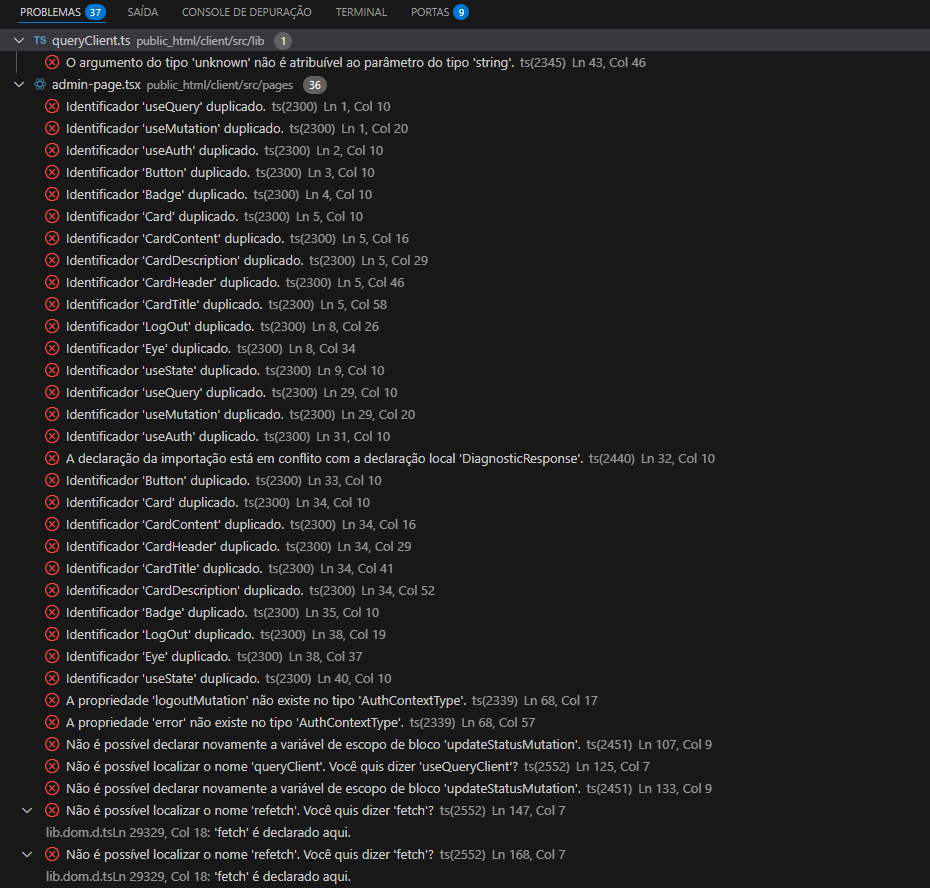 PROBLEMAS 37 SAÍDA CONSOLE DE DEPURAÇÃO TERMINAL PORTAS 9
TS queryClient.ts public_html/client/src/lib 1
O argumento do tipo 'unknown' não é atribuível ao parâmetro do tipo 'string'. ts(2345) Ln 43, Col 46
admin-page.tsx public_html/client/src/pages 36
Identificador 'useQuery' duplicado. ts(2300) Ln 1, Col 10
Identificador 'useMutation' duplicado. ts(2300) Ln 1, Col 20
Identificador 'useAuth' duplicado. ts(2300) Ln 2, Col 10
Identificador 'Button' duplicado. ts(2300) Ln 3, Col 10
Identificador 'Badge' duplicado. ts(2300) Ln 4, Col 10
Identificador 'Card' duplicado. ts(2300) Ln 5, Col 10
Identificador 'CardContent' duplicado. ts(2300) Ln 5, Col 16
Identificador 'CardDescription' duplicado. ts(2300) Ln 5, Col 29
Identificador 'CardHeader' duplicado. ts(2300) Ln 5, Col 46
Identificador 'CardTitle' duplicado. ts(2300) Ln 5, Col 58
Identificador 'LogOut' duplicado. ts(2300) Ln 8, Col 26
Identificador 'Eye' duplicado. ts(2300) Ln 8, Col 34
Identificador 'useState' duplicado. ts(2300) Ln 9, Col 10
Identificador 'useQuery' duplicado. ts(2300) Ln 29, Col 10
Identificador 'useMutation' duplicado. ts(2300) Ln 29, Col 20
Identificador 'useAuth' duplicado. ts(2300) Ln 31, Col 10
A declaração da importação está em conflito com a declaração local 'DiagnosticResponse'. ts(2440) Ln 32, Col 10
Identificador 'Button' duplicado. ts(2300) Ln 33, Col 10
Identificador 'Card' duplicado. ts(2300) Ln 34, Col 10
Identificador 'CardContent' duplicado. ts(2300) Ln 34, Col 16
Identificador 'CardHeader' duplicado. ts(2300) Ln 34, Col 29
Identificador 'CardTitle' duplicado. ts(2300) Ln 34, Col 41
Identificador 'CardDescription' duplicado. ts(2300) Ln 34, Col 52
Identificador 'Badge' duplicado. ts(2300) Ln 35, Col 10
Identificador 'LogOut' duplicado. ts(2300) Ln 38, Col 19
Identificador 'Eye' duplicado. ts(2300) Ln 38, Col 37
Identificador 'useState' duplicado. ts(2300) Ln 40, Col 10
A propriedade 'logoutMutation' não existe no tipo 'AuthContextType'. ts(2339) Ln 68, Col 17
A propriedade 'error' não existe no tipo 'AuthContextType'. ts(2339) Ln 68, Col 57
Não é possível declarar novamente a variável de escopo de bloco 'updateStatusMutation'. ts(2451) Ln 107, Col 9
Não é possível localizar o nome 'queryClient'. Você quis dizer 'useQueryClient'? ts(2552) Ln 125, Col 7
Não é possível declarar novamente a variável de escopo de bloco 'updateStatusMutation'. ts(2451) Ln 133, Col 9
Não é possível localizar o nome 'refetch'. Você quis dizer 'fetch'? ts(2552) Ln 147, Col 7
lib.dom.d.tsLn 29329, Col 18: 'fetch' é declarado aqui.
Não é possível localizar o nome 'refetch'. Você quis dizer 'fetch'? ts(2552) Ln 168, Col 7
lib.dom.d.tsLn 29329, Col 18: 'fetch' é declarado aqui.